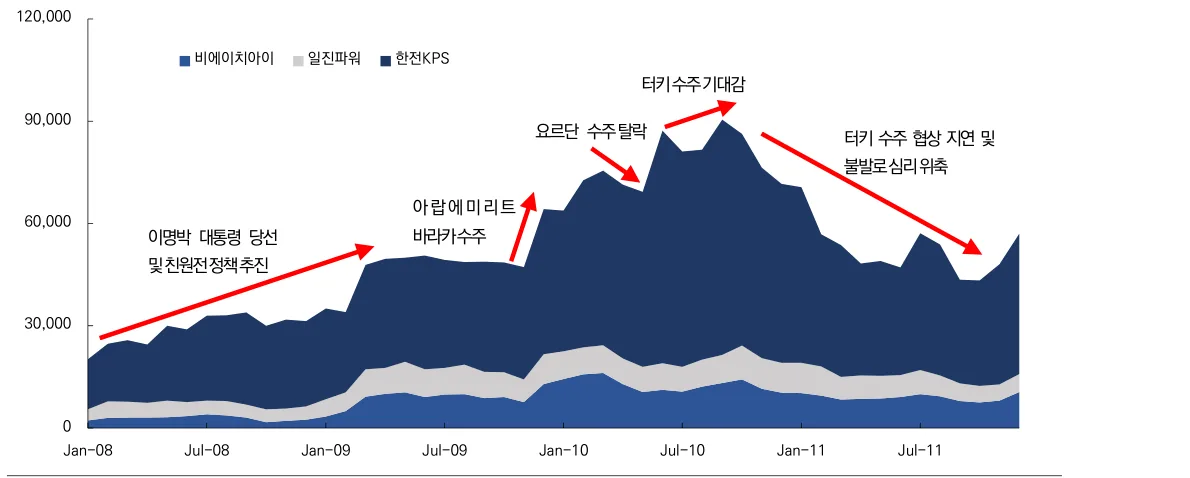 120,000
비에이치아이 일진파워 한전KPS
터키 수주 기대감
90,000
요르단 수주 탈락
터키 수주 협상 지연 및
불발로 심리 위축
아랍에미리트
바라카 수주
60,000
이명박 대통령 당선
및 친원전 정책 추진
30,000
0
Jan-08 Jul-08 Jan-09 Jul-09 Jan-10 Jul-10 Jan-11 Jul-11